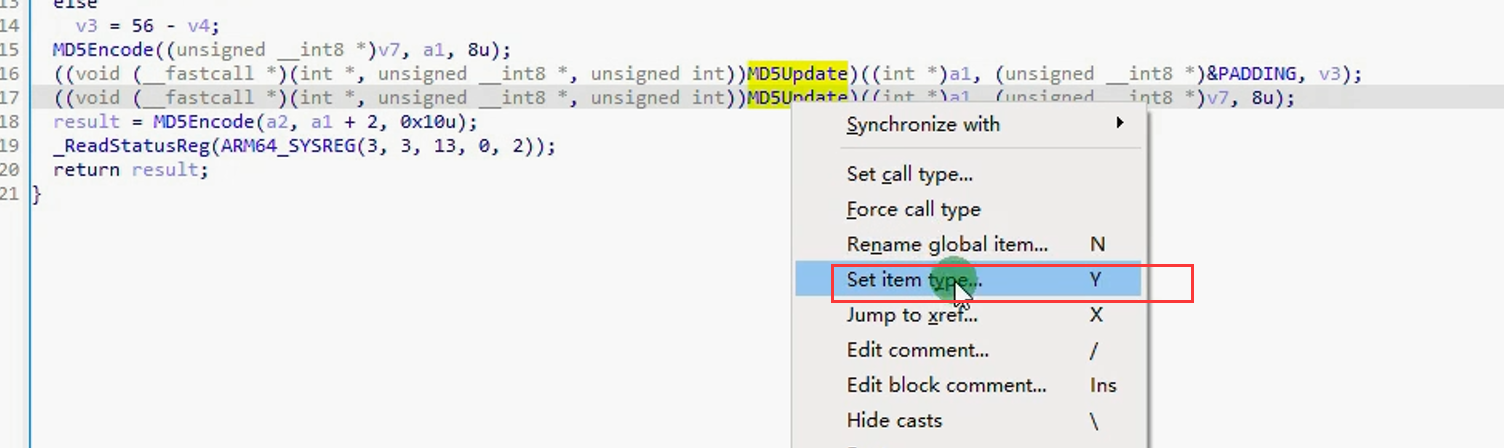 13 else
14 v3 = 56 - v4;
15 MD5Encode((unsigned __int8 *)v7, a1, 8u);
16 ((void (__fastcall *)(int *, unsigned __int8 *, unsigned int))MD5Update)((int *)a1, (unsigned __int8 *)&PADDING, v3);
17 ((void (__fastcall *)(int *, unsigned __int8 *, unsigned int))MD5Update)((int *)a1, (unsigned __int8 *)v7, 8u);
18 result = MD5Encode(a2, a1 + 2, 0x10u);
19 _ReadStatusReg(ARM64_SYSREG(3, 3, 13, 0, 2));
20 return result;
21 }
Synchronize with
Set call type...
Force call type
Rename global item... N
Set item type... Y
Jump to xref... X
Edit comment... /
Edit block comment... Ins
Hide casts \